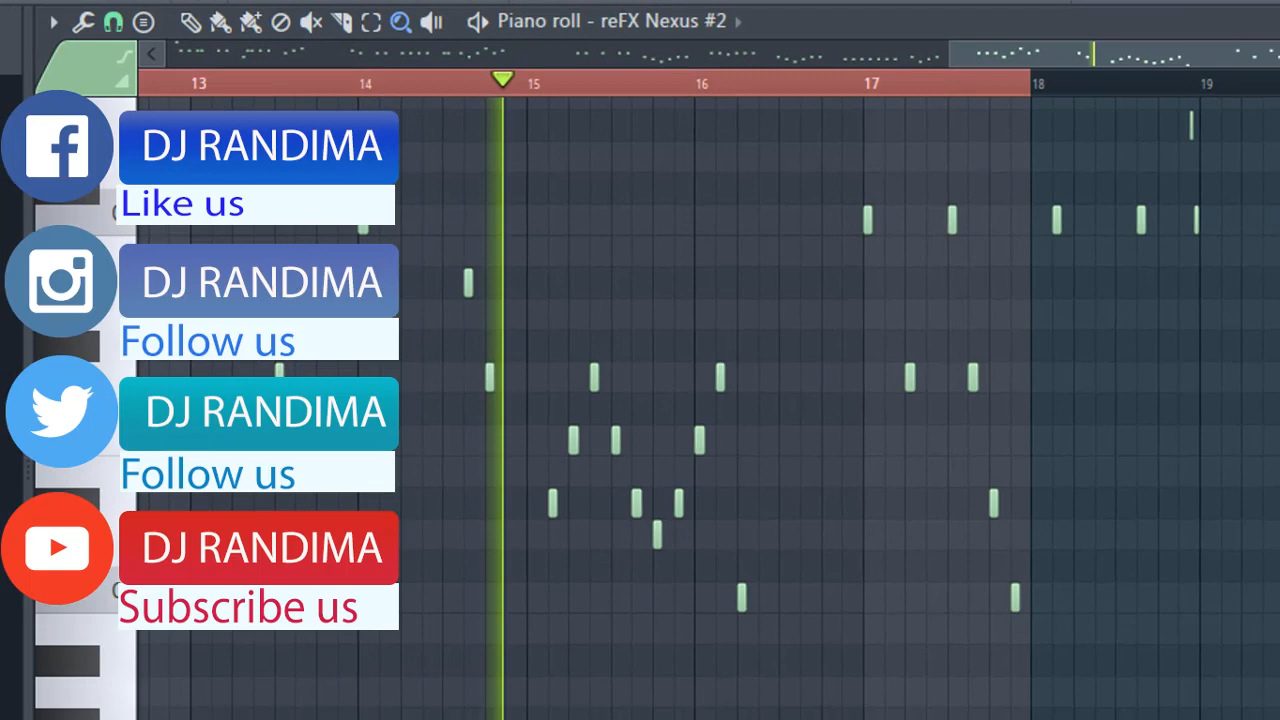 Piano roll - reFX Nexus #2
13 14 15 16 17 18 19
DJ RANDIMA
Like us
DJ RANDIMA
Follow us
DJ RANDIMA
Follow us
DJ RANDIMA
Subscribe us